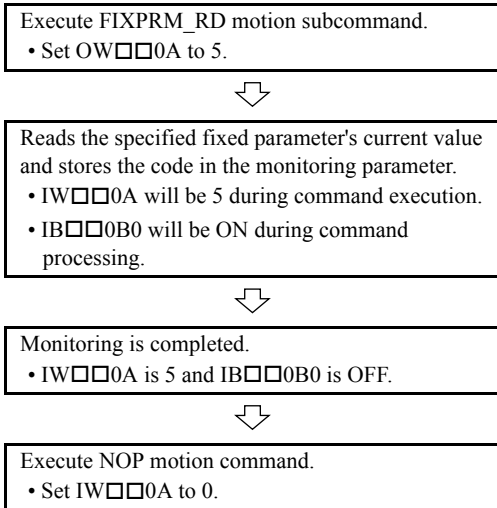 Execute FIXPRM_RD motion subcommand.
• Set OW□□0A to 5.
Reads the specified fixed parameter's current value
and stores the code in the monitoring parameter.
• IW□□0A will be 5 during command execution.
• IB□□0B0 will be ON during command
processing.
Monitoring is completed.
• IW□□0A is 5 and IB□□0B0 is OFF.
Execute NOP motion command.
• Set IW□□0A to 0.